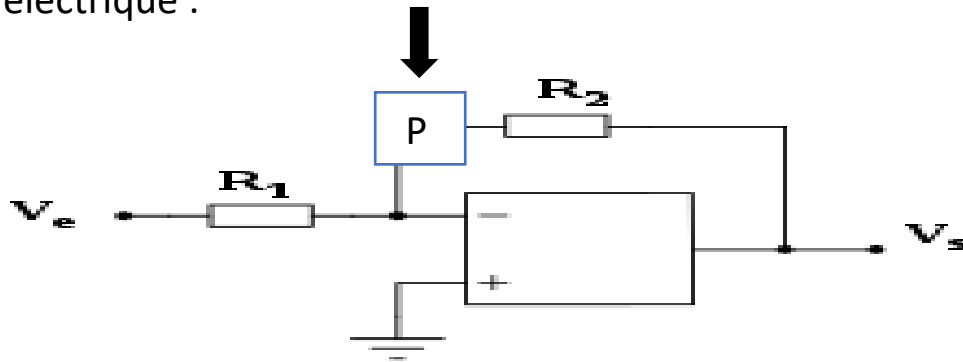 électrique :
R₂
P
R₁
Vₑ
−
Vₛ
+